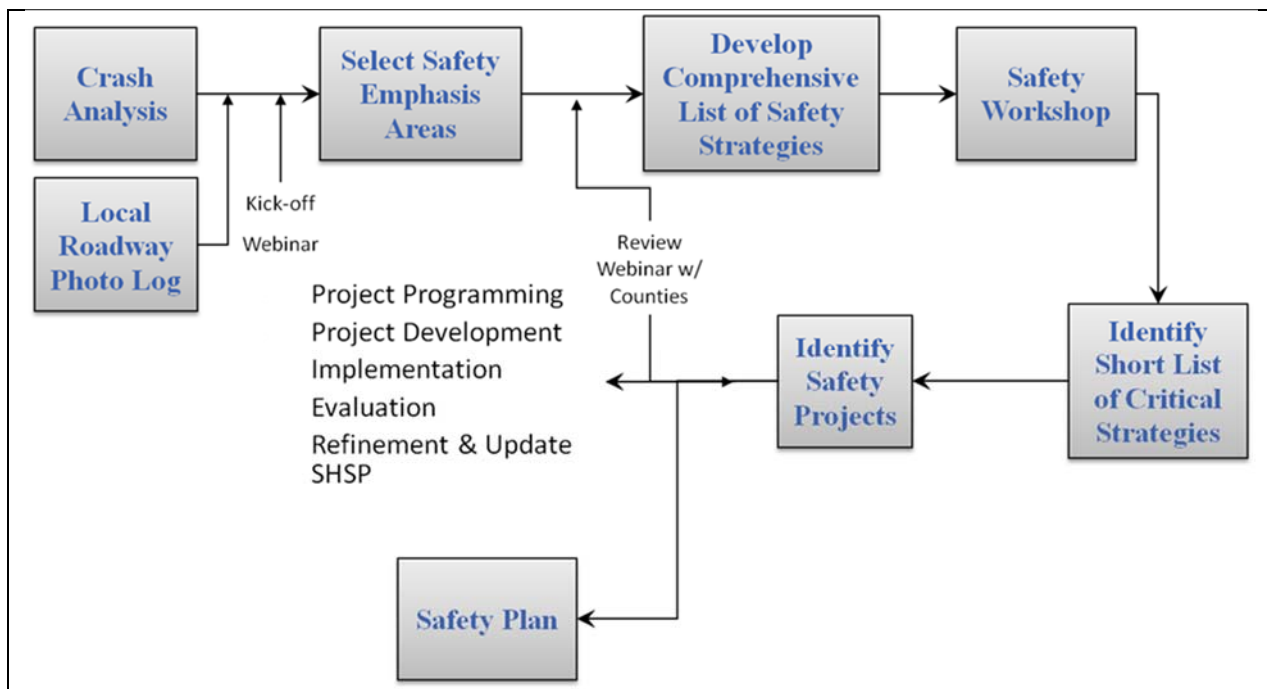 Crash
Analysis
Select Safety
Emphasis
Areas
Develop
Comprehensive
List of Safety
Strategies
Safety
Workshop
Local
Roadway
Photo Log
Kick-off
Webinar
Review
Webinar w/
Counties
Project Programming
Project Development
Implementation
Evaluation
Refinement & Update
SHSP
Identify
Safety
Projects
Identify
Short List
of Critical
Strategies
Safety Plan